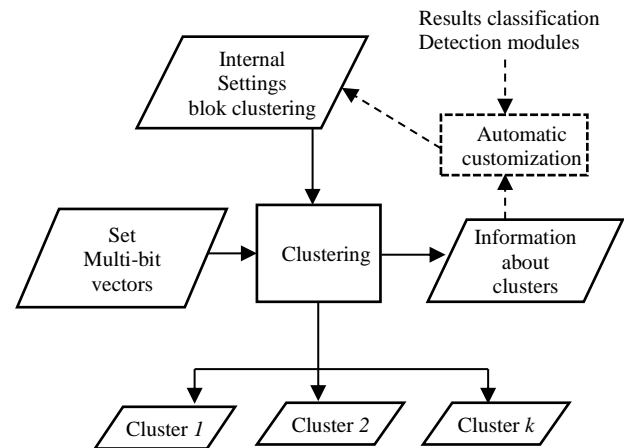 Results classification
Detection modules
Internal
Settings
blok clustering
Automatic
customization
Set
Multi-bit
vectors
Clustering
Information
about
clusters
Cluster 1
Cluster 2
Cluster k